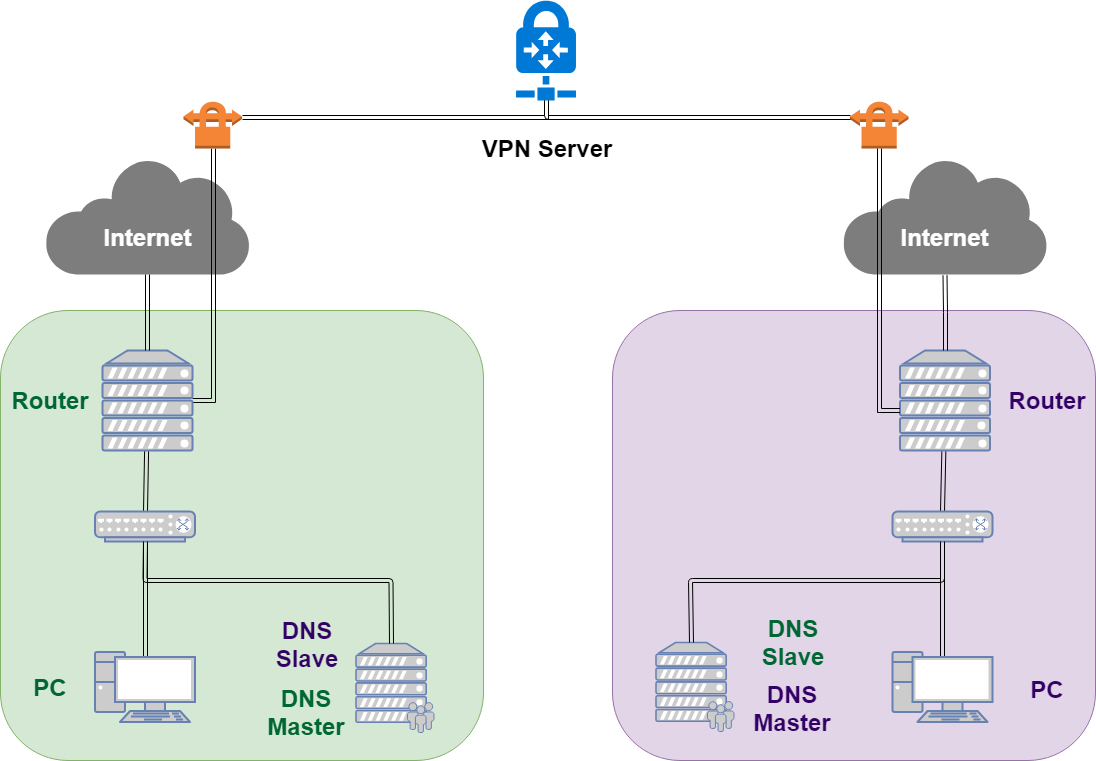 VPN Server
Internet
Internet
Router
Router
DNS
Slave
DNS
Master
PC
DNS
Slave
DNS
Master
PC